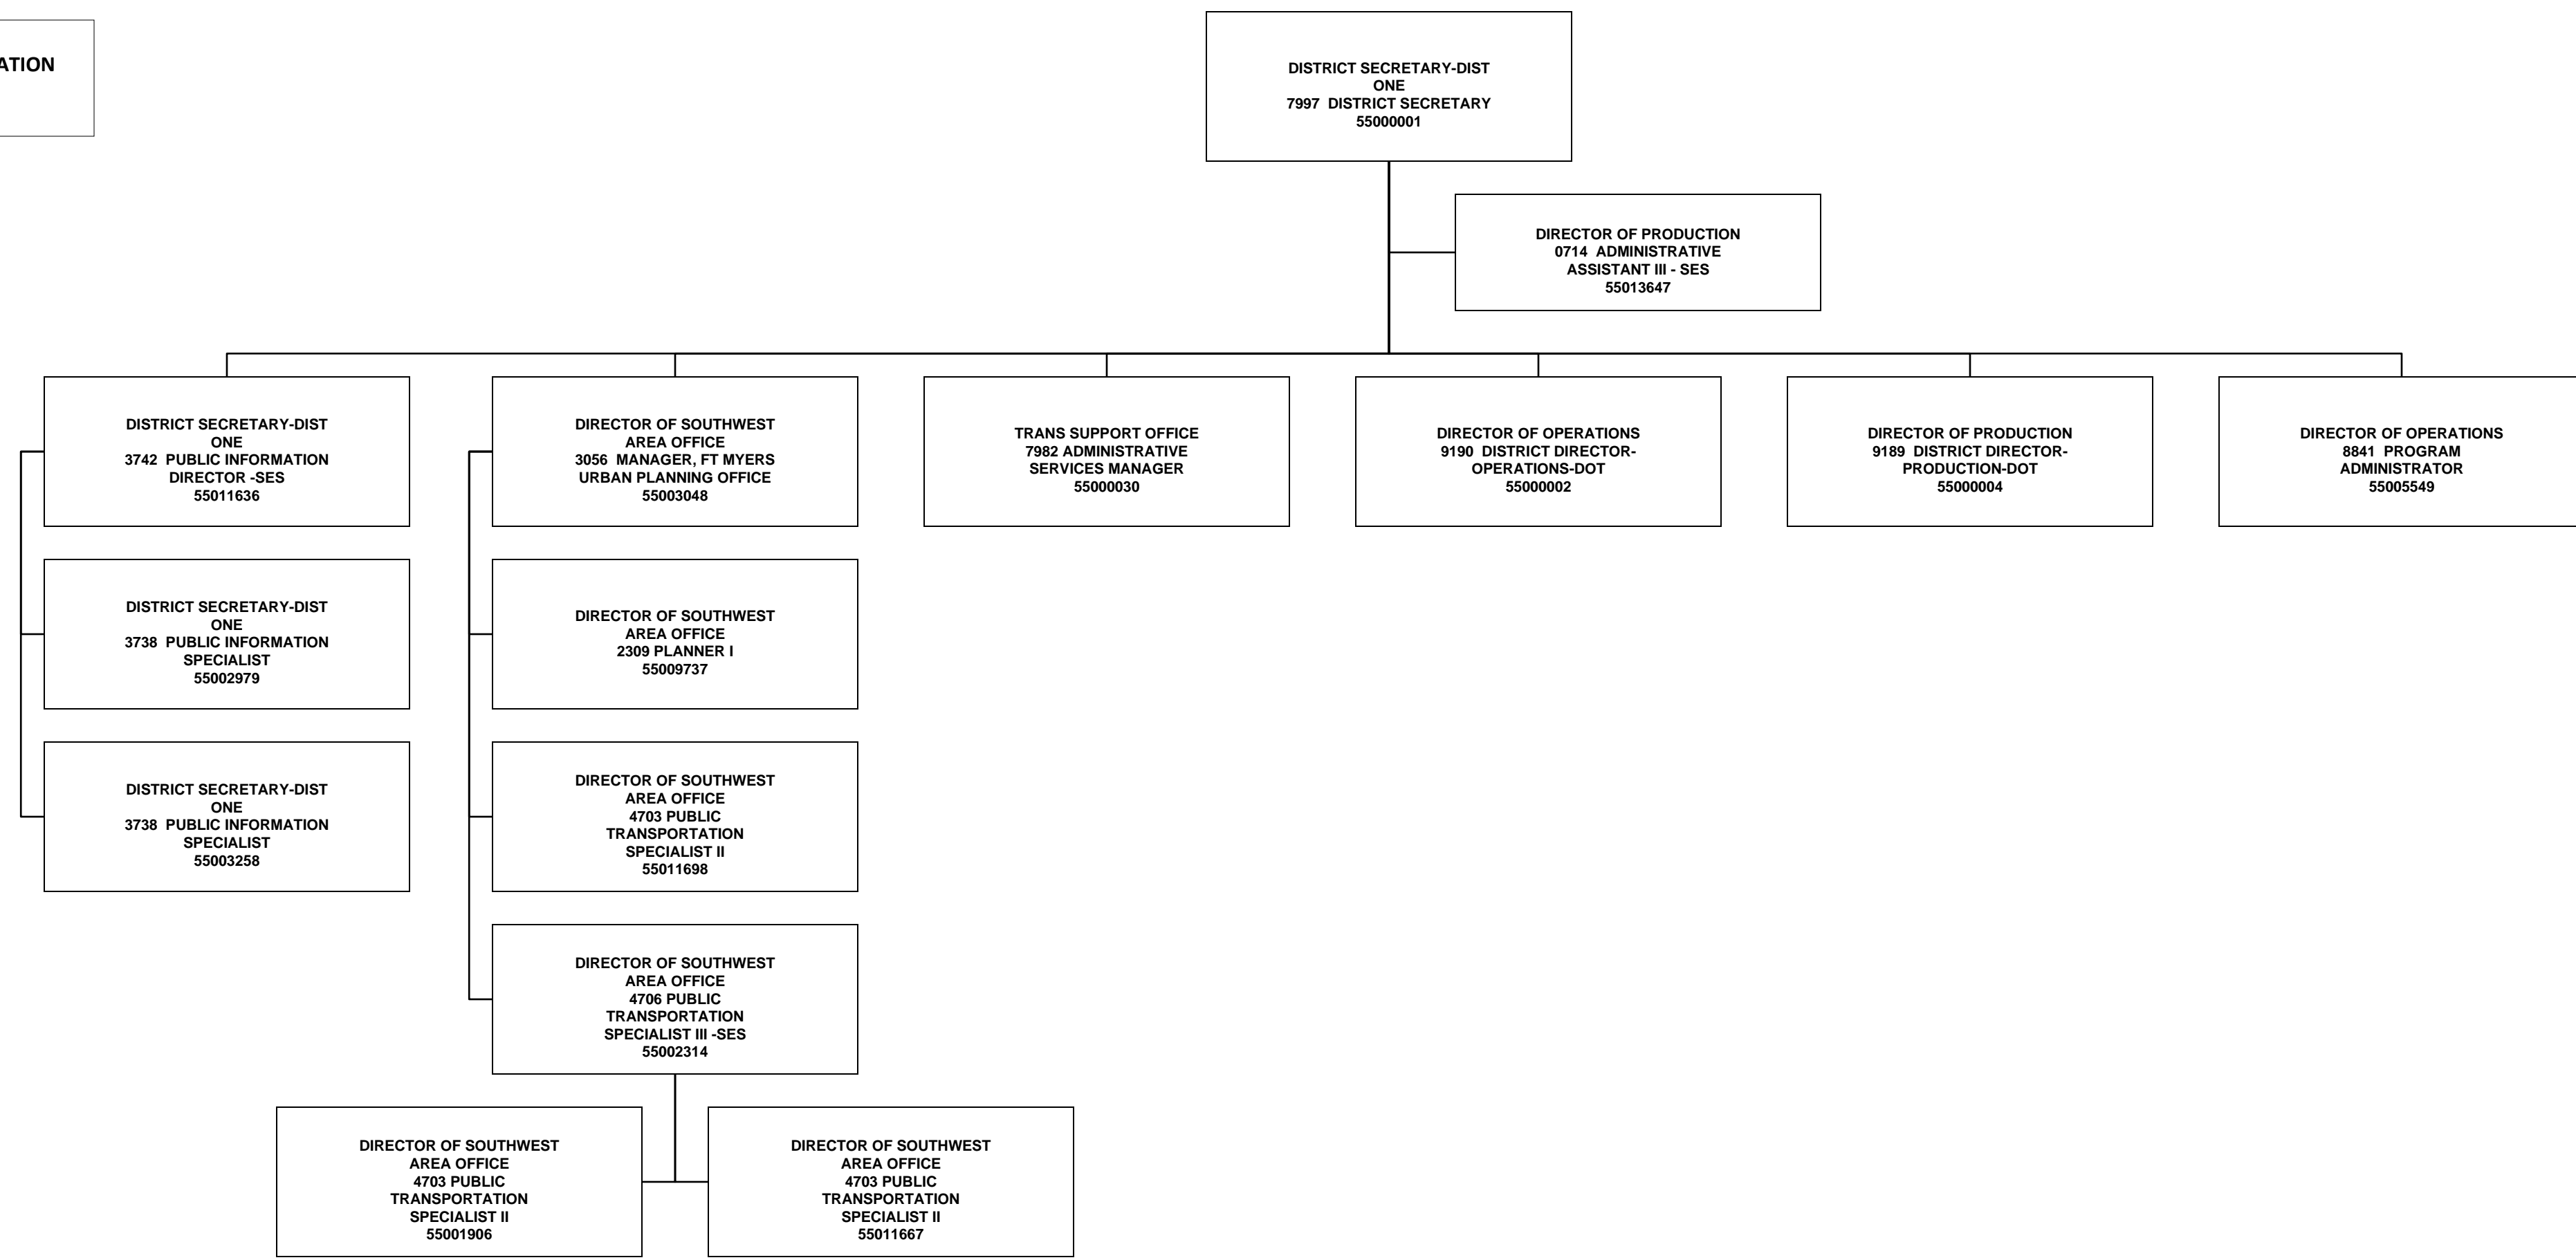 DISTRICT SECRETARY-DIST
ONE
7997 DISTRICT SECRETARY
55000001
DIRECTOR OF PRODUCTION
0714 ADMINISTRATIVE
ASSISTANT III - SES
55013647
DISTRICT SECRETARY-DIST
ONE
3742 PUBLIC INFORMATION
DIRECTOR -SES
55011636
DIRECTOR OF SOUTHWEST
AREA OFFICE
3056 MANAGER, FT MYERS
URBAN PLANNING OFFICE
55003048
TRANS SUPPORT OFFICE
7982 ADMINISTRATIVE
SERVICES MANAGER
55000030
DIRECTOR OF OPERATIONS
9190 DISTRICT DIRECTOR-
OPERATIONS-DOT
55000002
DIRECTOR OF PRODUCTION
9189 DISTRICT DIRECTOR-
PRODUCTION-DOT
55000004
DIRECTOR OF OPERATIONS
8841 PROGRAM
ADMINISTRATOR
55005549
DISTRICT SECRETARY-DIST
ONE
3738 PUBLIC INFORMATION
SPECIALIST
55002979
DIRECTOR OF SOUTHWEST
AREA OFFICE
2309 PLANNER I
55009737
DISTRICT SECRETARY-DIST
ONE
3738 PUBLIC INFORMATION
SPECIALIST
55003258
DIRECTOR OF SOUTHWEST
AREA OFFICE
4703 PUBLIC
TRANSPORTATION
SPECIALIST II
55011698
DIRECTOR OF SOUTHWEST
AREA OFFICE
4706 PUBLIC
TRANSPORTATION
SPECIALIST III -SES
55002314
DIRECTOR OF SOUTHWEST
AREA OFFICE
4703 PUBLIC
TRANSPORTATION
SPECIALIST II
55001906
DIRECTOR OF SOUTHWEST
AREA OFFICE
4703 PUBLIC
TRANSPORTATION
SPECIALIST II
55011667